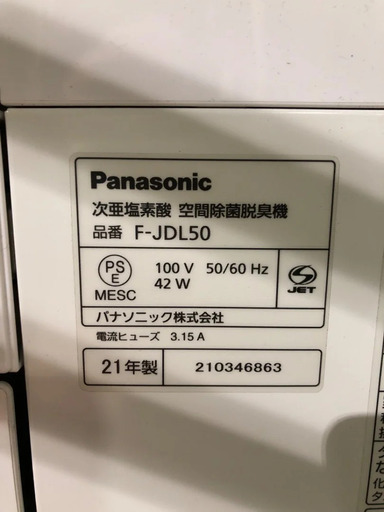 Panasonic
次亜塩素酸 空間除菌脱臭機
品番 F-JDL50
PS
E
MESC
100 V 50/60 Hz
42 W
JET
パナソニック株式会社
電流ヒューズ 3.15 A
21年製
210346863